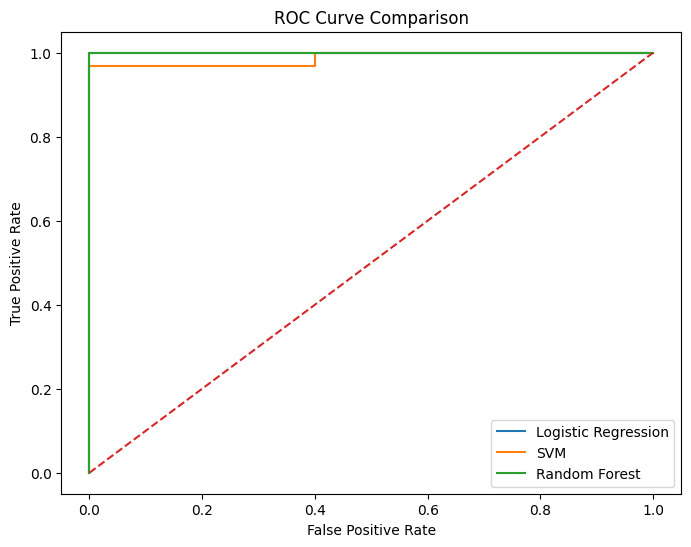 ROC Curve Comparison
True Positive Rate
1.0
0.8
0.6
0.4
0.2
0.0
Logistic Regression
SVM
Random Forest
0.0 0.2 0.4 0.6 0.8 1.0
False Positive Rate